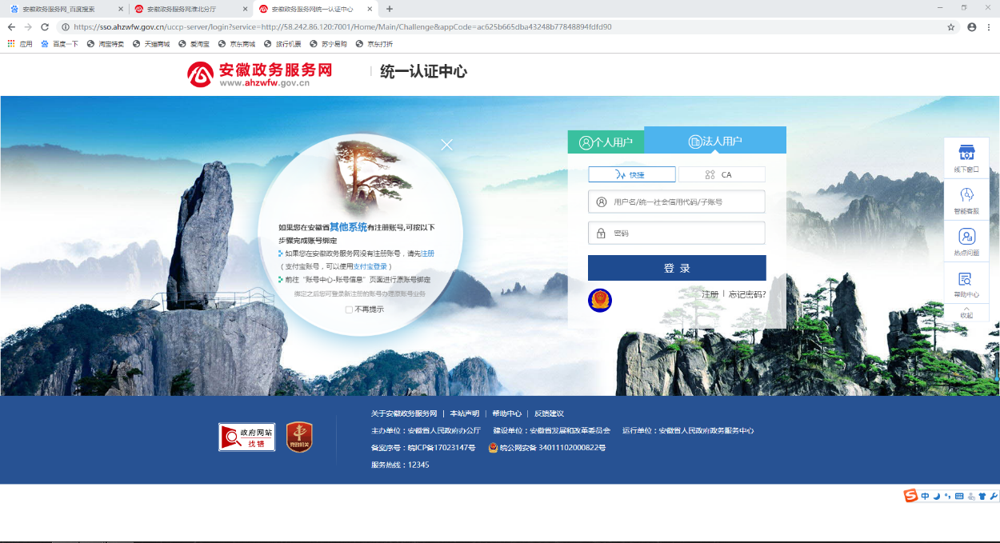 安徽政务服务网_百度搜索
安徽政务服务网淮北分厅
安徽政务服务网统一认证中心
https://sso.ahzwfw.gov.cn/uccp-server/login?service=http://58.242.86.120:7001/Home/Main/Challenge&appCode=ac625b665dba43248b77848894fdfd90
应用 百度一下 淘宝特卖 天猫商城 爱淘宝 京东商城 旅行机票 苏宁易购 京东打折
安徽政务服务网
www.ahzwfw.gov.cn
统一认证中心
如果您在安徽省其他系统有注册账号,可按以下
步骤完成账号绑定
如果您在安徽政务服务网没有注册账号，请先注册
（支付宝账号，可以使用支付宝登录）
前往“账号中心-账号信息”页面进行原账号绑定
绑定之后您可登录新注册的账号办理原账号业务
不再提示
个人用户 法人用户
快捷 CA
用户名/统一社会信用代码/子账号
密码
登 录
注册 | 忘记密码?
线下窗口
智能客服
热点问题
帮助中心
收起
政府网站
找错
党政机关
关于安徽政务服务网 | 本站声明 | 帮助中心 | 反馈建议
主办单位：安徽省人民政府办公厅 建设单位：安徽省发展和改革委员会 运行单位：安徽省人民政府政务服务中心
备案序号：皖ICP备17023147号 皖公网安备 34011102000822号
服务热线：12345
中